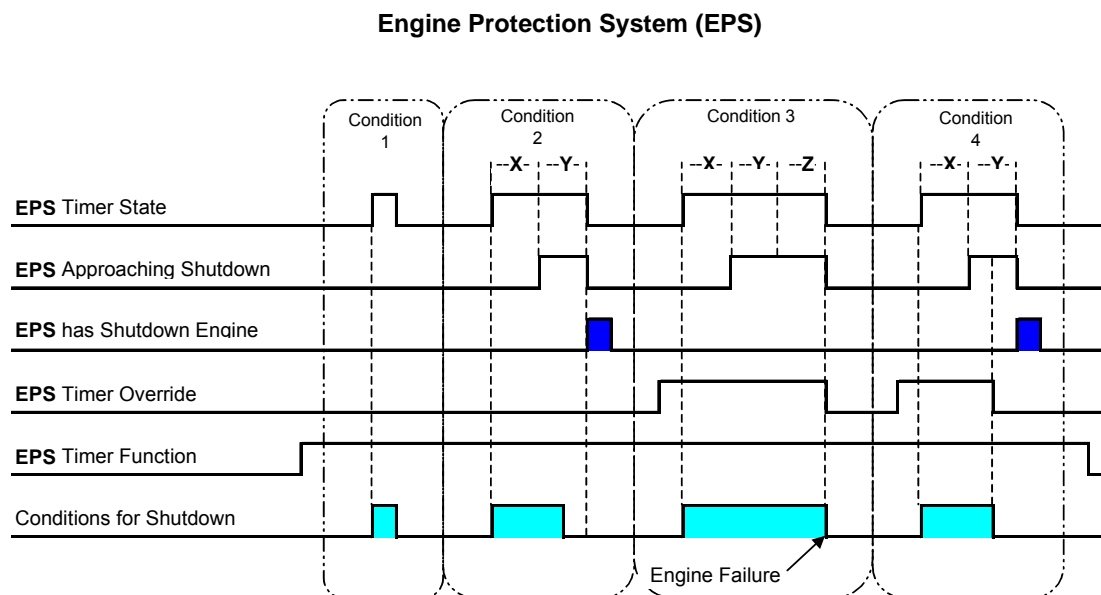 Engine Protection System (EPS)
Condition
1
Condition
2
Condition 3
Condition
4
--X- --Y-
--X- --Y- --Z-
--X- --Y-
EPS Timer State
EPS Approaching Shutdown
EPS has Shutdown Engine
EPS Timer Override
EPS Timer Function
Conditions for Shutdown
Engine Failure